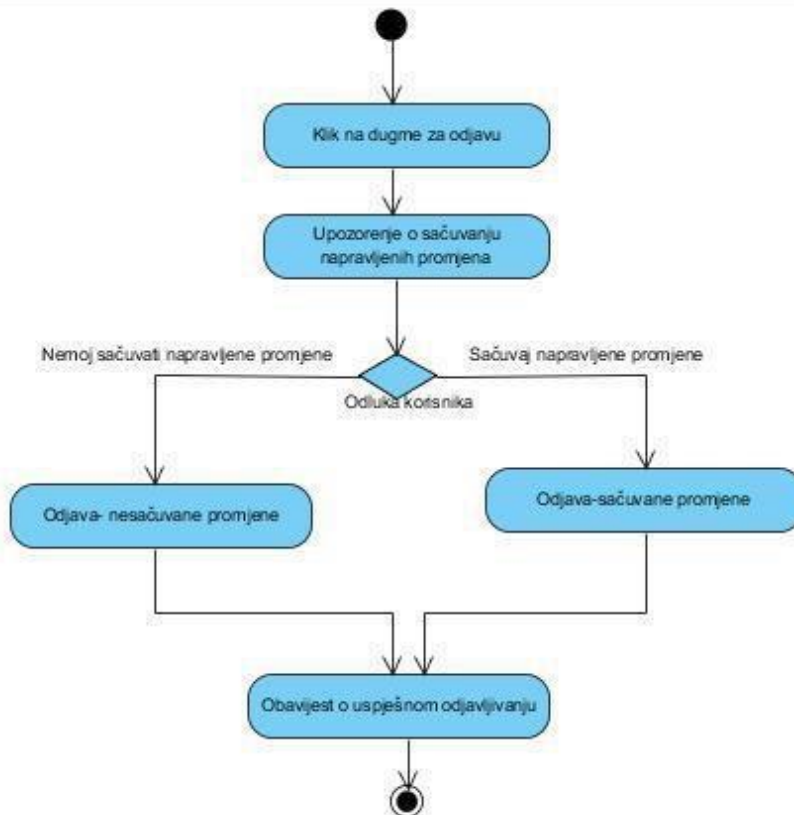 Klik na dugme za odjavu
Upozorenje o sačuvanju
napravljenih promjena
Nemoj sačuvati napravljene promjene
Sačuvaj napravljene promjene
Odluka korisnika
Odjava- nesačuvane promjene
Odjava-sačuvane promjene
Obavijest o uspješnom odjavljivanju